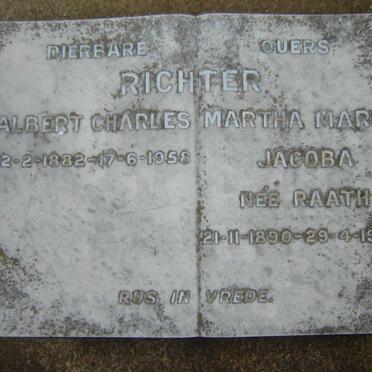 DIERBARE OUERS
RICHTER
ALBERT CHARLES
2-2-1882-17-6-1958
MARTHA
JACOBA
NÉE RAATH
21-11-1890-29-4-
RUS IN VREDE.